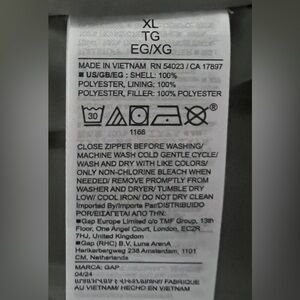 XL
TG
EG/XG
MADE IN VIETNAM RN 54023 / CA 17897
■ US/GB/EG : SHELL: 100%
POLYESTER, LINING: 100%
POLYESTER, FILLER: 100% POLYESTER
30
1166
CLOSE ZIPPER BEFORE WASHING/
MACHINE WASH COLD GENTLE CYCLE/
WASH AND DRY WITH LIKE COLORS/
ONLY NON-CHLORINE BLEACH WHEN
NEEDED/ REMOVE PROMPTLY FROM
WASHER AND DRYER/ TUMBLE DRY
LOW/ COOL IRON/ DO NOT DRY CLEAN
Imported By/Importe Par/DISTRIBUIDO
POR/ΕΙΣΑΓΕΤΑΙ ΑΠΟ ΤΗΝ:
■Gap Europe Limited c/o TMF Group, 13th
Floor, One Angel Court, London, EC2R
7HJ, United Kingdom
■Gap (RHC) B.V. Luna ArenA
Herikerbergweg 238 Amsterdam, 1101
CM, Netherlands
MARCA: GAP
04/24
FABRIQUE
AU VIETNAM/ HECHO EN VIETNAM